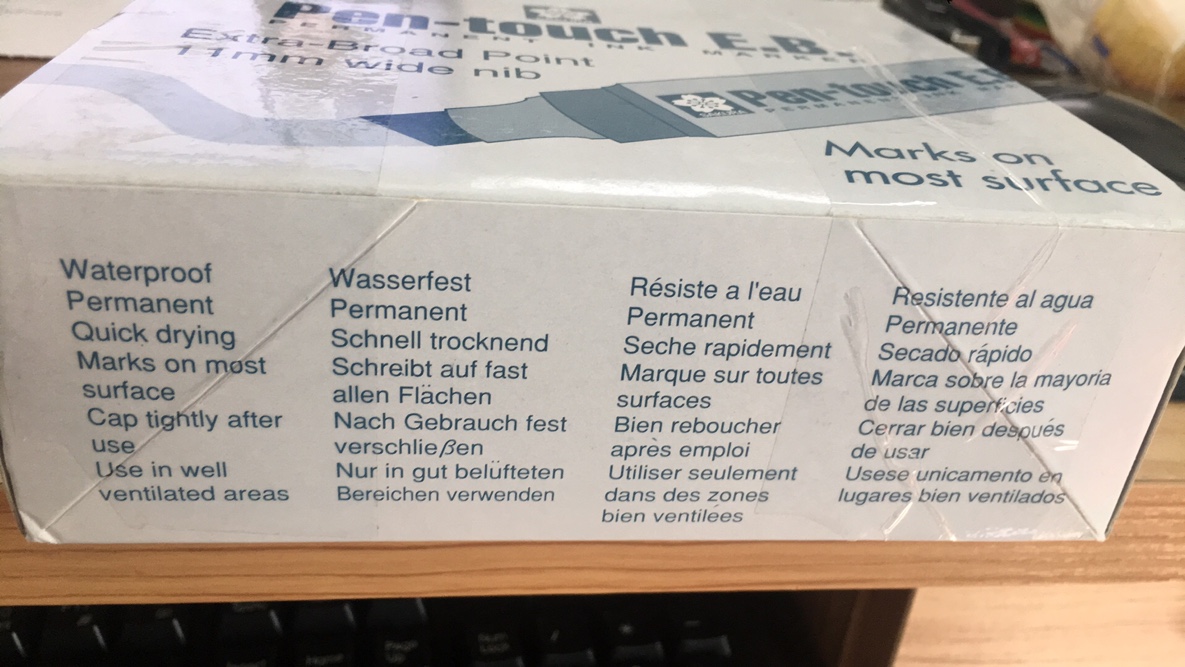 Pen-touch E.B.
PERMANENT INK MARKER
Extra-Broad Point
11mm wide nib
Pen-touch E.B
Marks on
most surface
Waterproof
Permanent
Quick drying
Marks on most
surface
Cap tightly after
use
Use in well
ventilated areas
Wasserfest
Permanent
Schnell trocknend
Schreibt auf fast
allen Flächen
Nach Gebrauch fest
verschließen
Nur in gut belüfteten
Bereichen verwenden
Résiste a l'eau
Permanent
Seche rapidement
Marque sur toutes
surfaces
Bien reboucher
après emploi
Utiliser seulement
dans des zones
bien ventilées
Resistente al agua
Permanente
Secado rápido
Marca sobre la mayoria
de las superficies
Cerrar bien después
de usar
Usese unicamento en
lugares bien ventilados